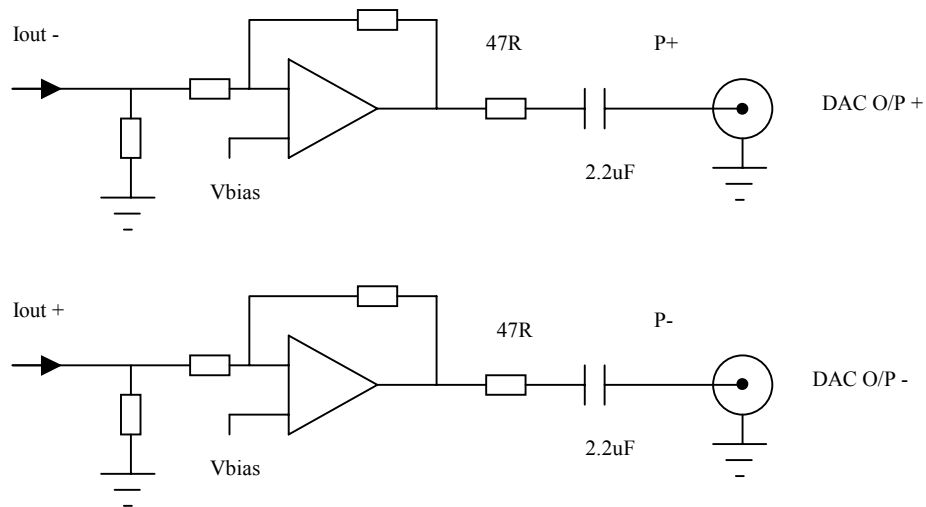 Iout -
47R
P+
DAC O/P +
2.2uF
Vbias
Iout +
47R
P-
DAC O/P -
2.2uF
Vbias